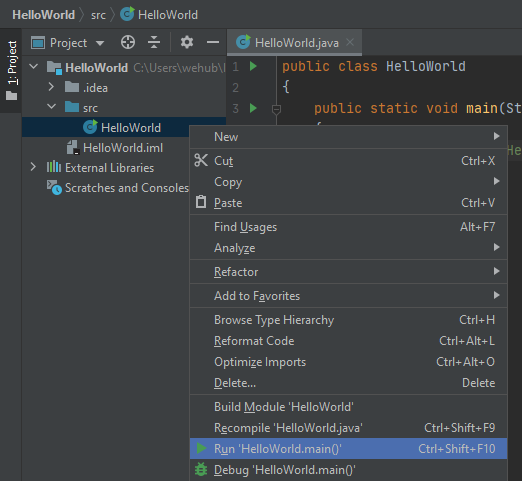 HelloWorld src HelloWorld
1: Project
Project
HelloWorld.java
HelloWorld C:\Users\wehub\
.idea
src
HelloWorld
HelloWorld.iml
External Libraries
Scratches and Consoles
1 public class HelloWorld
2 {
3 public static void main(St
{
New
Cut Ctrl+X
Copy
Paste Ctrl+V
Find Usages Alt+F7
Analyze
Refactor
Add to Favorites
Browse Type Hierarchy Ctrl+H
Reformat Code Ctrl+Alt+L
Optimize Imports Ctrl+Alt+O
Delete... Delete
Build Module 'HelloWorld'
Recompile 'HelloWorld.java' Ctrl+Shift+F9
Run 'HelloWorld.main()' Ctrl+Shift+F10
Debug 'HelloWorld.main()'